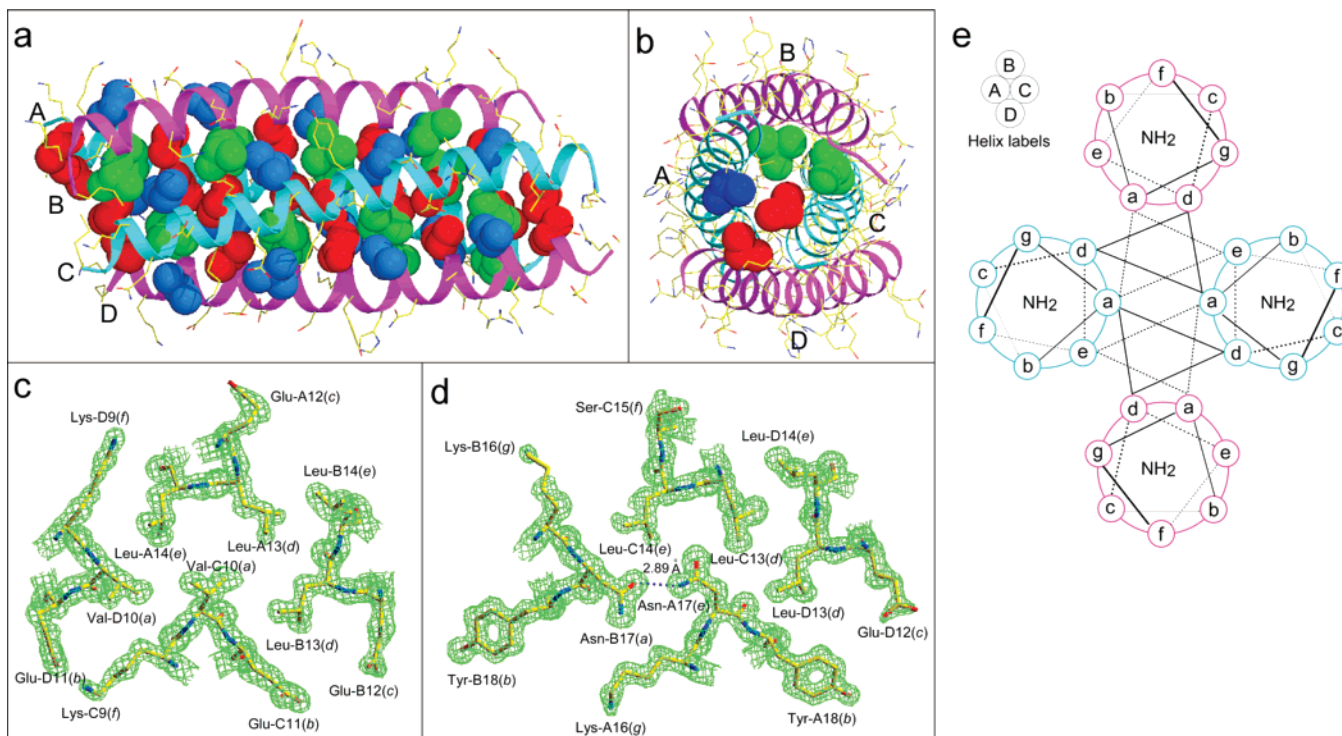 a
A
B
C
D
b
B
A
C
D
c
Glu-A12(c)
Lys-D9(f)
Leu-B14(e)
Leu-A14(e)
Leu-A13(d)
Val-C10(a)
Val-D10(a)
Leu-B13(d)
Glu-D11(b)
Glu-B12(c)
Lys-C9(f)
Glu-C11(b)
d
Ser-C15(f)
Leu-D14(e)
Lys-B16(g)
Leu-C14(e)
Leu-C13(d)
2.89 Å
Asn-A17(e)
Leu-D13(d)
Glu-D12(c)
Asn-B17(a)
Tyr-B18(b)
Lys-A16(g)
Tyr-A18(b)
e
B
A C
D
Helix labels
f
b c
NH2
e g
a d
g d e b
c f
NH2 a a NH2
f c
b e d g
d a
g e
NH2
c b
f